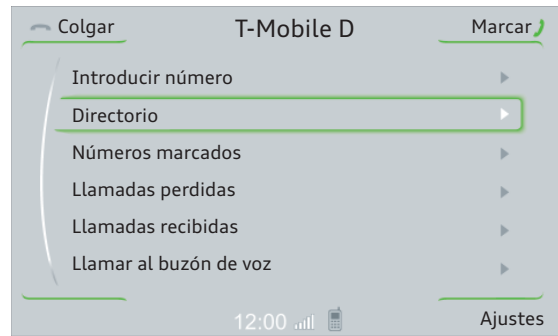 Colgar T-Mobile D Marcar
Introducir número
Directorio
Números marcados
Llamadas perdidas
Llamadas recibidas
Llamar al buzón de voz
12:00 Ajustes